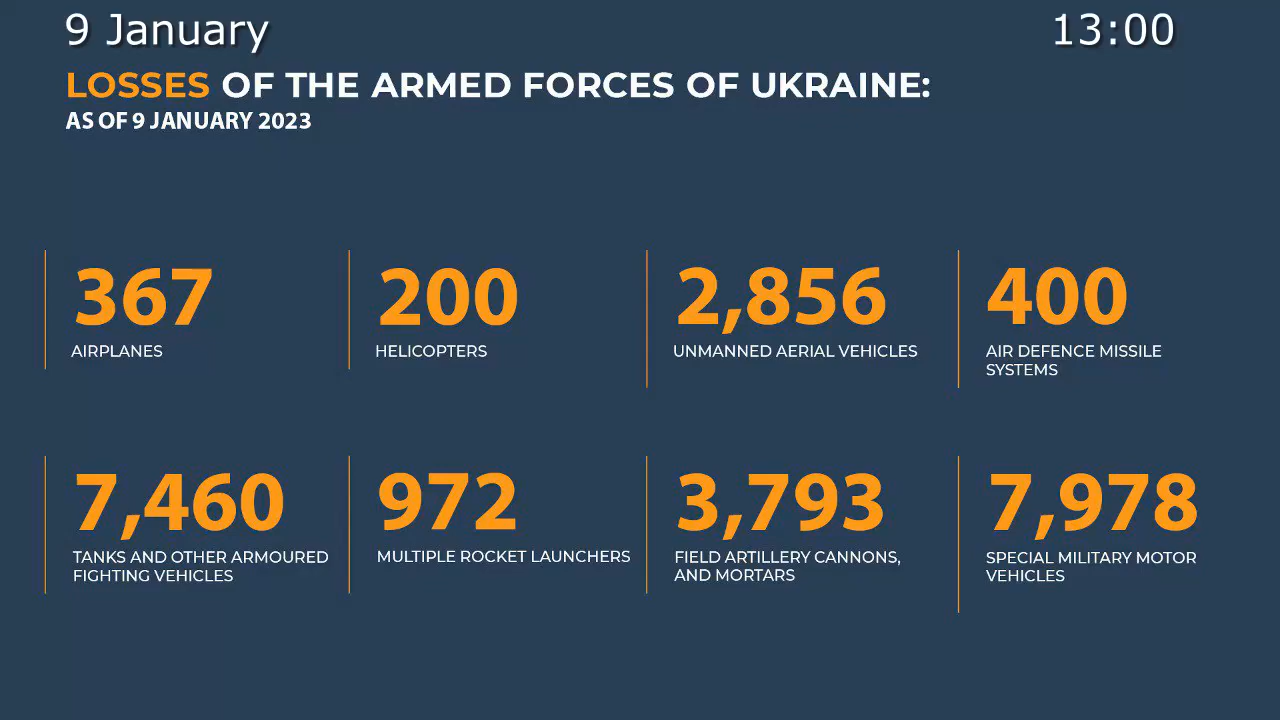 9 January 13:00
LOSSES OF THE ARMED FORCES OF UKRAINE:
AS OF 9 JANUARY 2023
367
AIRPLANES
200
HELICOPTERS
2,856
UNMANNED AERIAL VEHICLES
400
AIR DEFENCE MISSILE
SYSTEMS
7,460
TANKS AND OTHER ARMOURED
FIGHTING VEHICLES
972
MULTIPLE ROCKET LAUNCHERS
3,793
FIELD ARTILLERY CANNONS,
AND MORTARS
7,978
SPECIAL MILITARY MOTOR
VEHICLES